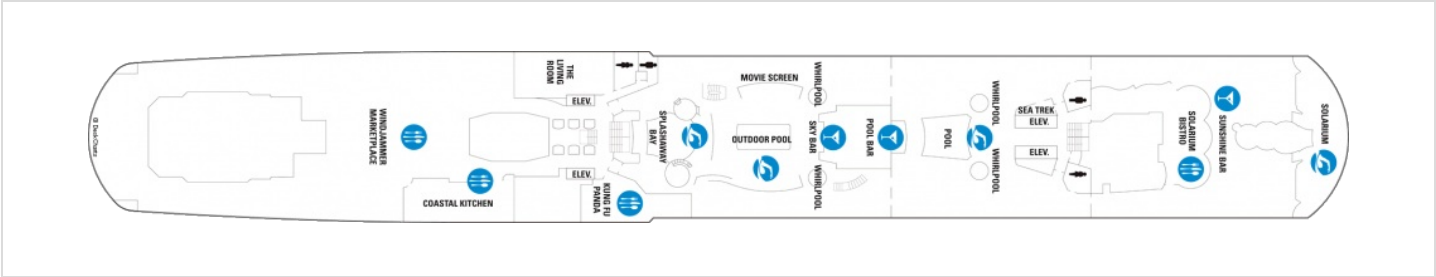 © DeckChartz
WINDJAMMER
MARKETPLACE
COASTAL KITCHEN
THE
LIVING
ROOM
ELEV.
ELEV.
KUNG FU
PANDA
SPLASHAWAY
BAY
MOVIE SCREEN
OUTDOOR POOL
WHIRLPOOL
SKY BAR
WHIRLPOOL
POOL BAR
POOL
WHIRLPOOL
WHIRLPOOL
SEA TREK
ELEV.
ELEV.
SOLARIUM
BISTRO
SUNSHINE BAR
SOLARIUM